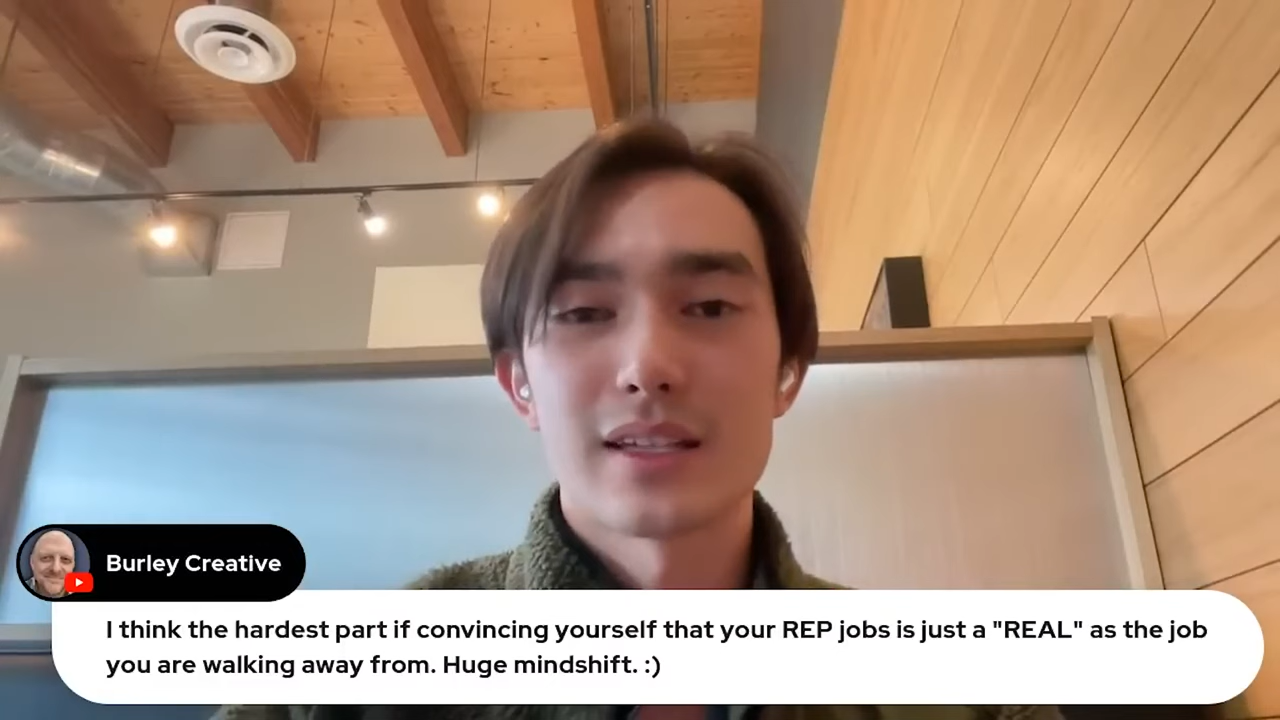 Burley Creative
I think the hardest part if convincing yourself that your REP jobs is just a "REAL" as the job
you are walking away from. Huge mindshift. :)